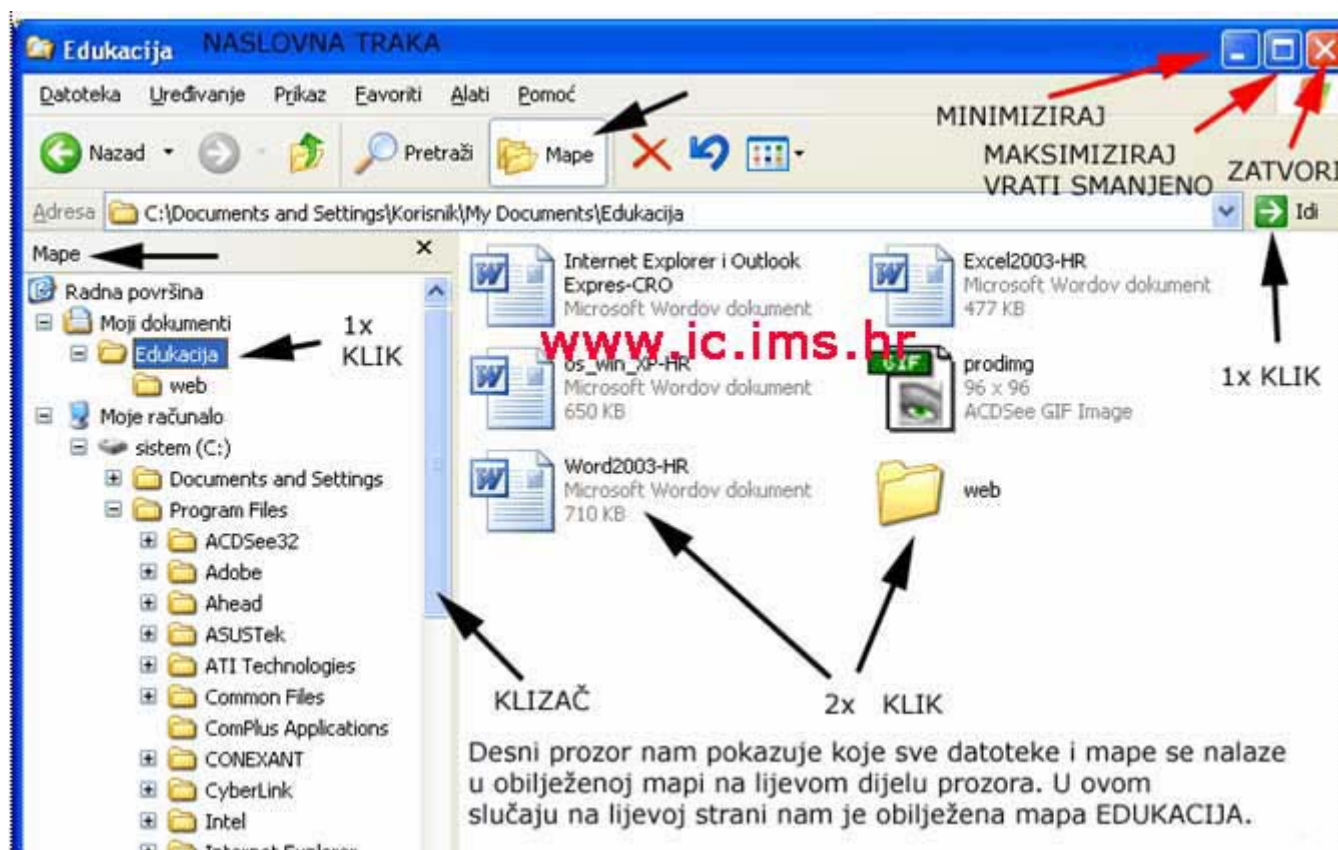 Edukacija NASLOVNA TRAKA
Datoteka Uređivanje Prikaz Favoriti Alati Pomoć
MINIMIZIRAJ
Nazad Pretraži Mape
MAKSIMIZIRAJ
VRATI SMANJENO
ZATVORI
Adresa C:\Documents and Settings\Korisnik\My Documents\Edukacija Idi
Mape
Radna površina
Moji dokumenti
Edukacija
web
1x
KLIK
Moje računalo
sistem (C:)
Documents and Settings
Program Files
ACDSee32
Adobe
Ahead
ASUSTek
ATI Technologies
Common Files
ComPlus Applications
CONEXANT
CyberLink
Intel
Internet Explorer
Internet Explorer i Outlook
Expres-CRO
Microsoft Wordov dokument
Excel2003-HR
Microsoft Wordov dokument
477 KB
www.ic.ims.hr
os_win_XP-HR
Microsoft Wordov dokument
650 KB
GIF
prodimg
96 x 96
ACDSee GIF Image
1x KLIK
Word2003-HR
Microsoft Wordov dokument
710 KB
web
KLIZAČ
2x KLIK
Desni prozor nam pokazuje koje sve datoteke i mape se nalaze
u obilježenoj mapi na lijevom dijelu prozora. U ovom
slučaju na lijevoj strani nam je obilježena mapa EDUKACIJA.